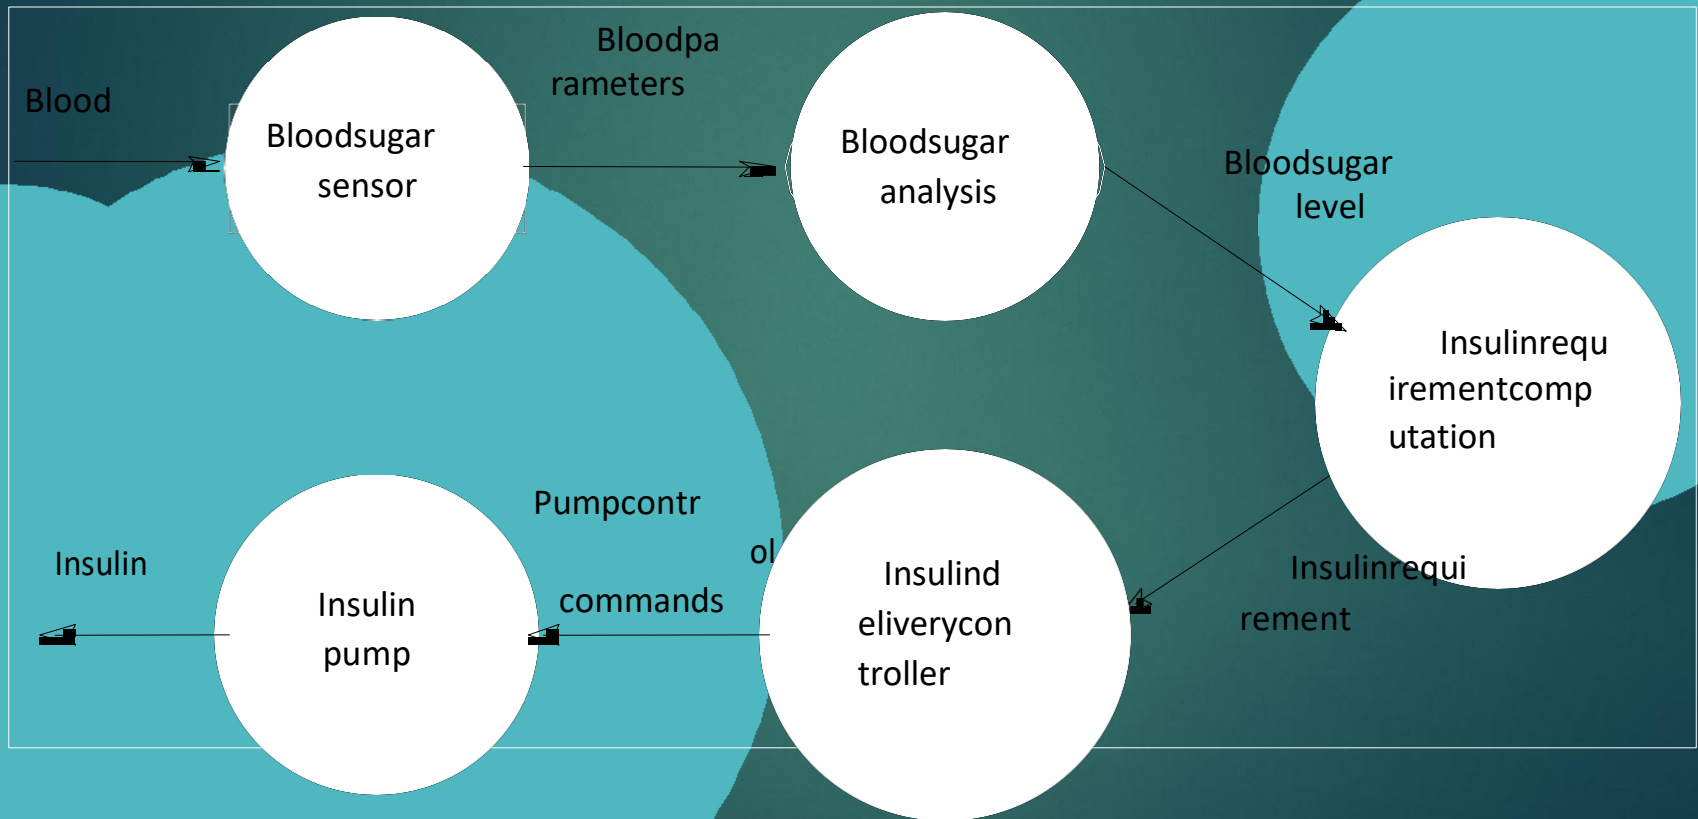 Blood
Bloodsugar
sensor
Bloodpa
rameters
Bloodsugar
analysis
Bloodsugar
level
Insulinrequ
irementcomp
utation
Insulinrequi
rement
Insulind
eliverycon
troller
Pumpcontr
ol
commands
Insulin
pump
Insulin